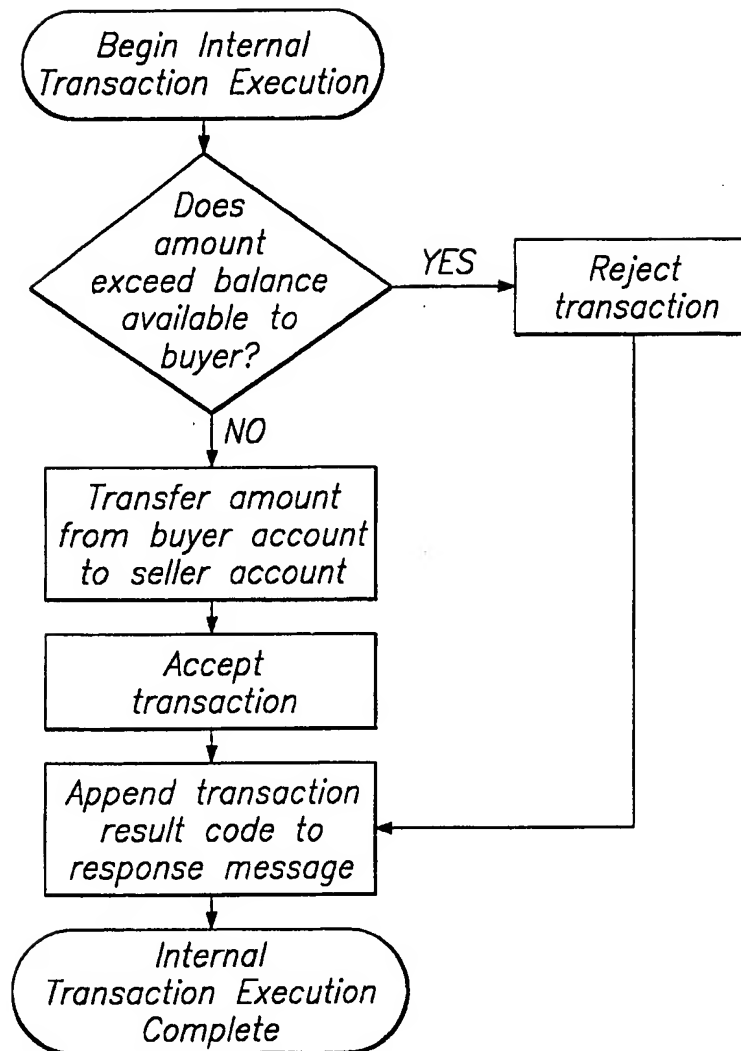 Begin Internal
Transaction Execution
Does
amount
exceed balance
available to
buyer?
YES
Reject
transaction
NO
Transfer amount
from buyer account
to seller account
Accept
transaction
Append transaction
result code to
response message
Internal
Transaction Execution
Complete